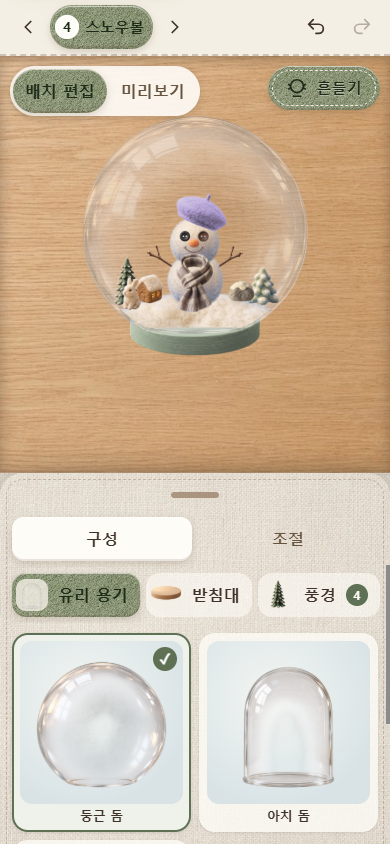 4 스노우볼
배치 편집 미리보기 흔들기
구성 조절
유리 용기 받침대 풍경 4
둥근 돔 아치 돔